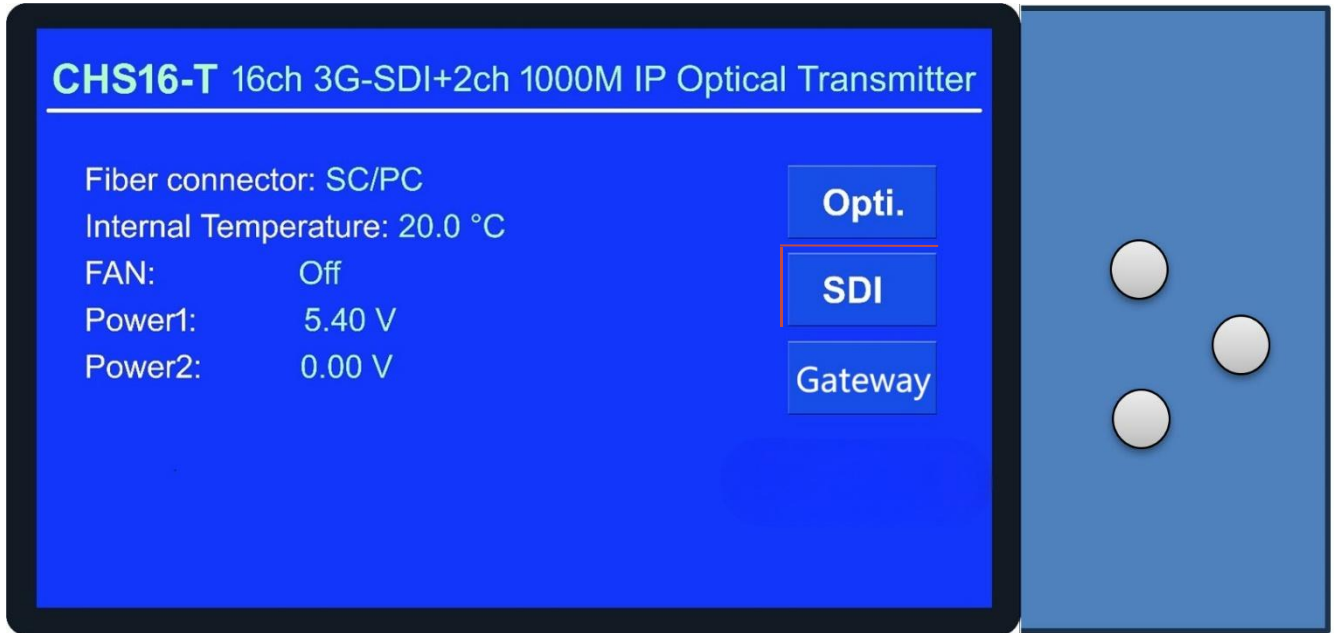 CHS16-T 16ch 3G-SDI+2ch 1000M IP Optical Transmitter
Fiber connector: SC/PC
Internal Temperature: 20.0 °C
FAN: Off
Power1: 5.40 V
Power2: 0.00 V
Opti.
SDI
Gateway